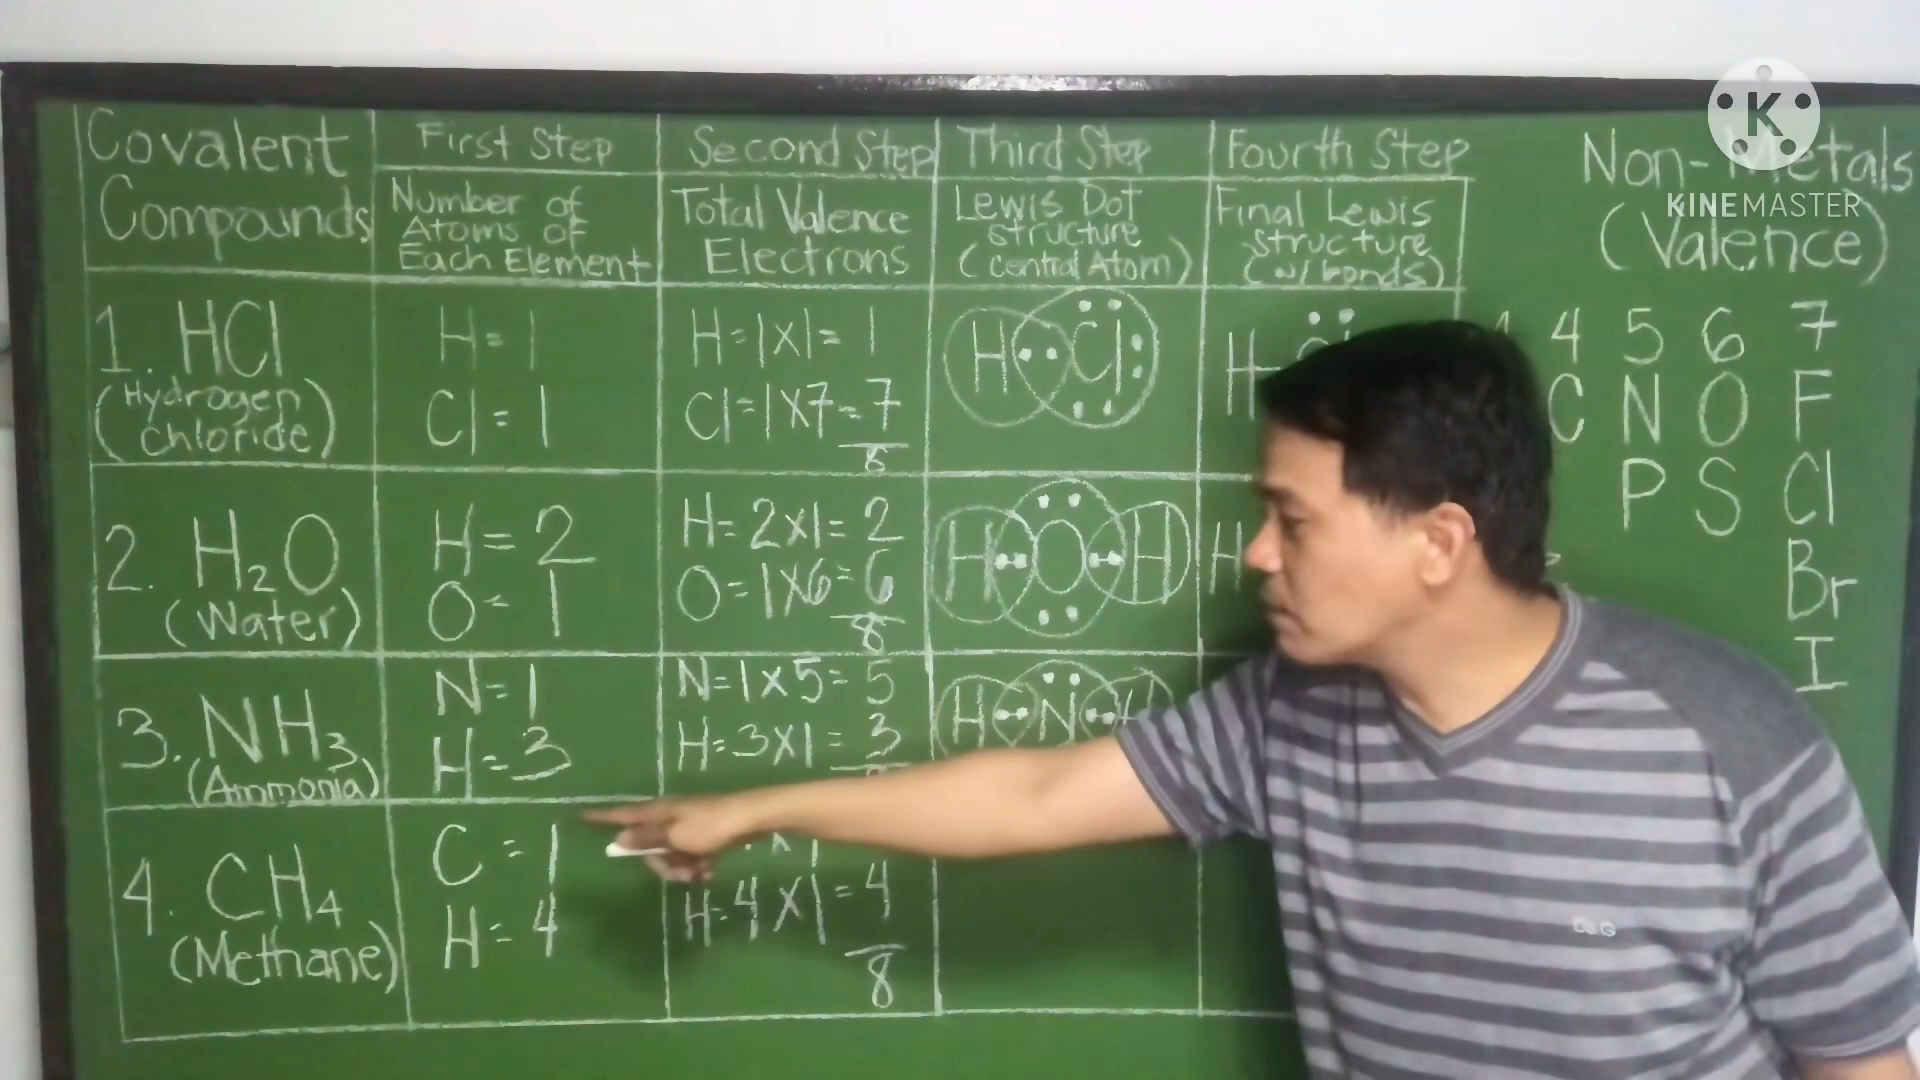 Covalent
Compounds
First Step
Second Step
Third Step
Fourth Step
Number of
Atoms of
Each Element
Total Valence
Electrons
Lewis Dot
structure
(Central Atom)
Final Lewis
structure
(w/ bonds)
1. HCl
(Hydrogen
chloride)
H = 1
Cl = 1
H = 1x1 = 1
Cl = 1x7 = 7
8
H Cl
H
2. H₂O
(Water)
H = 2
O = 1
H = 2x1 = 2
O = 1x6 = 6
8
H O H
H
3. NH₃
(Ammonia)
N = 1
H = 3
N = 1x5 = 5
H = 3x1 = 3
H N H
4. CH₄
(Methane)
C = 1
H = 4
H = 4x1 = 4
8
Non-Metals
(Valence)
4 5 6 7
C N O F
P S Cl
Br
I
K
KINEMASTER
D&G